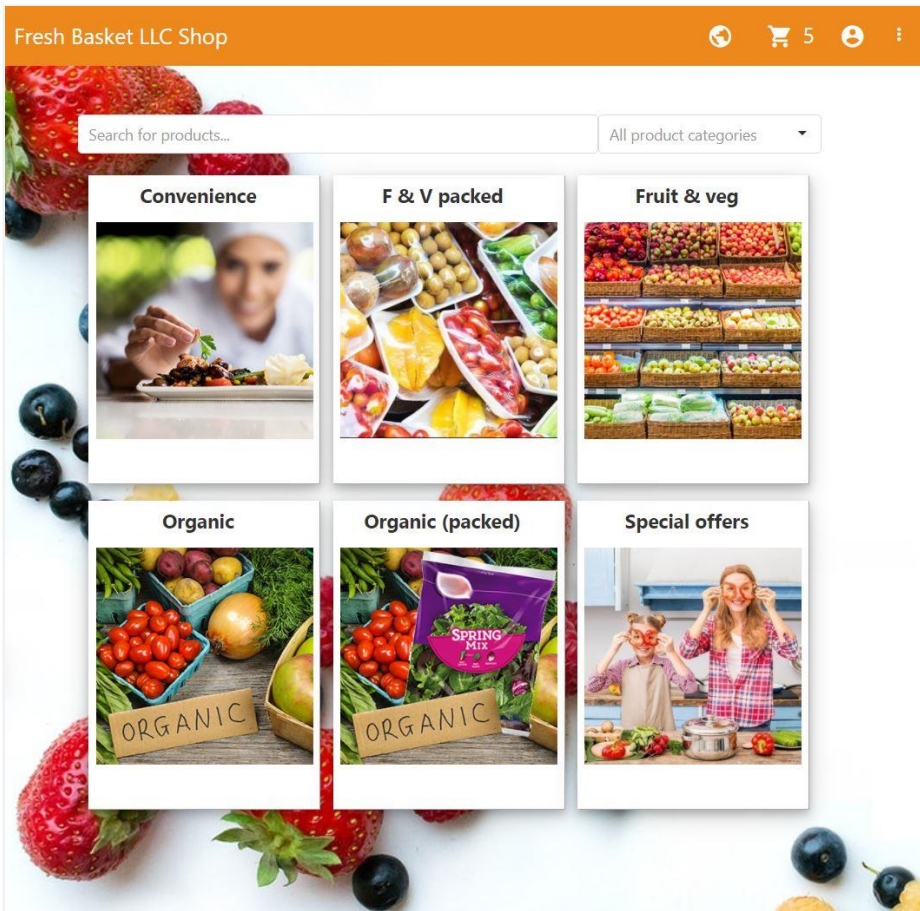 Fresh Basket LLC Shop
5
Search for products...
All product categories
Convenience
F & V packed
Fruit & veg
Organic
Organic (packed)
Special offers
ORGANIC
SPRING
MIX
ORGANIC